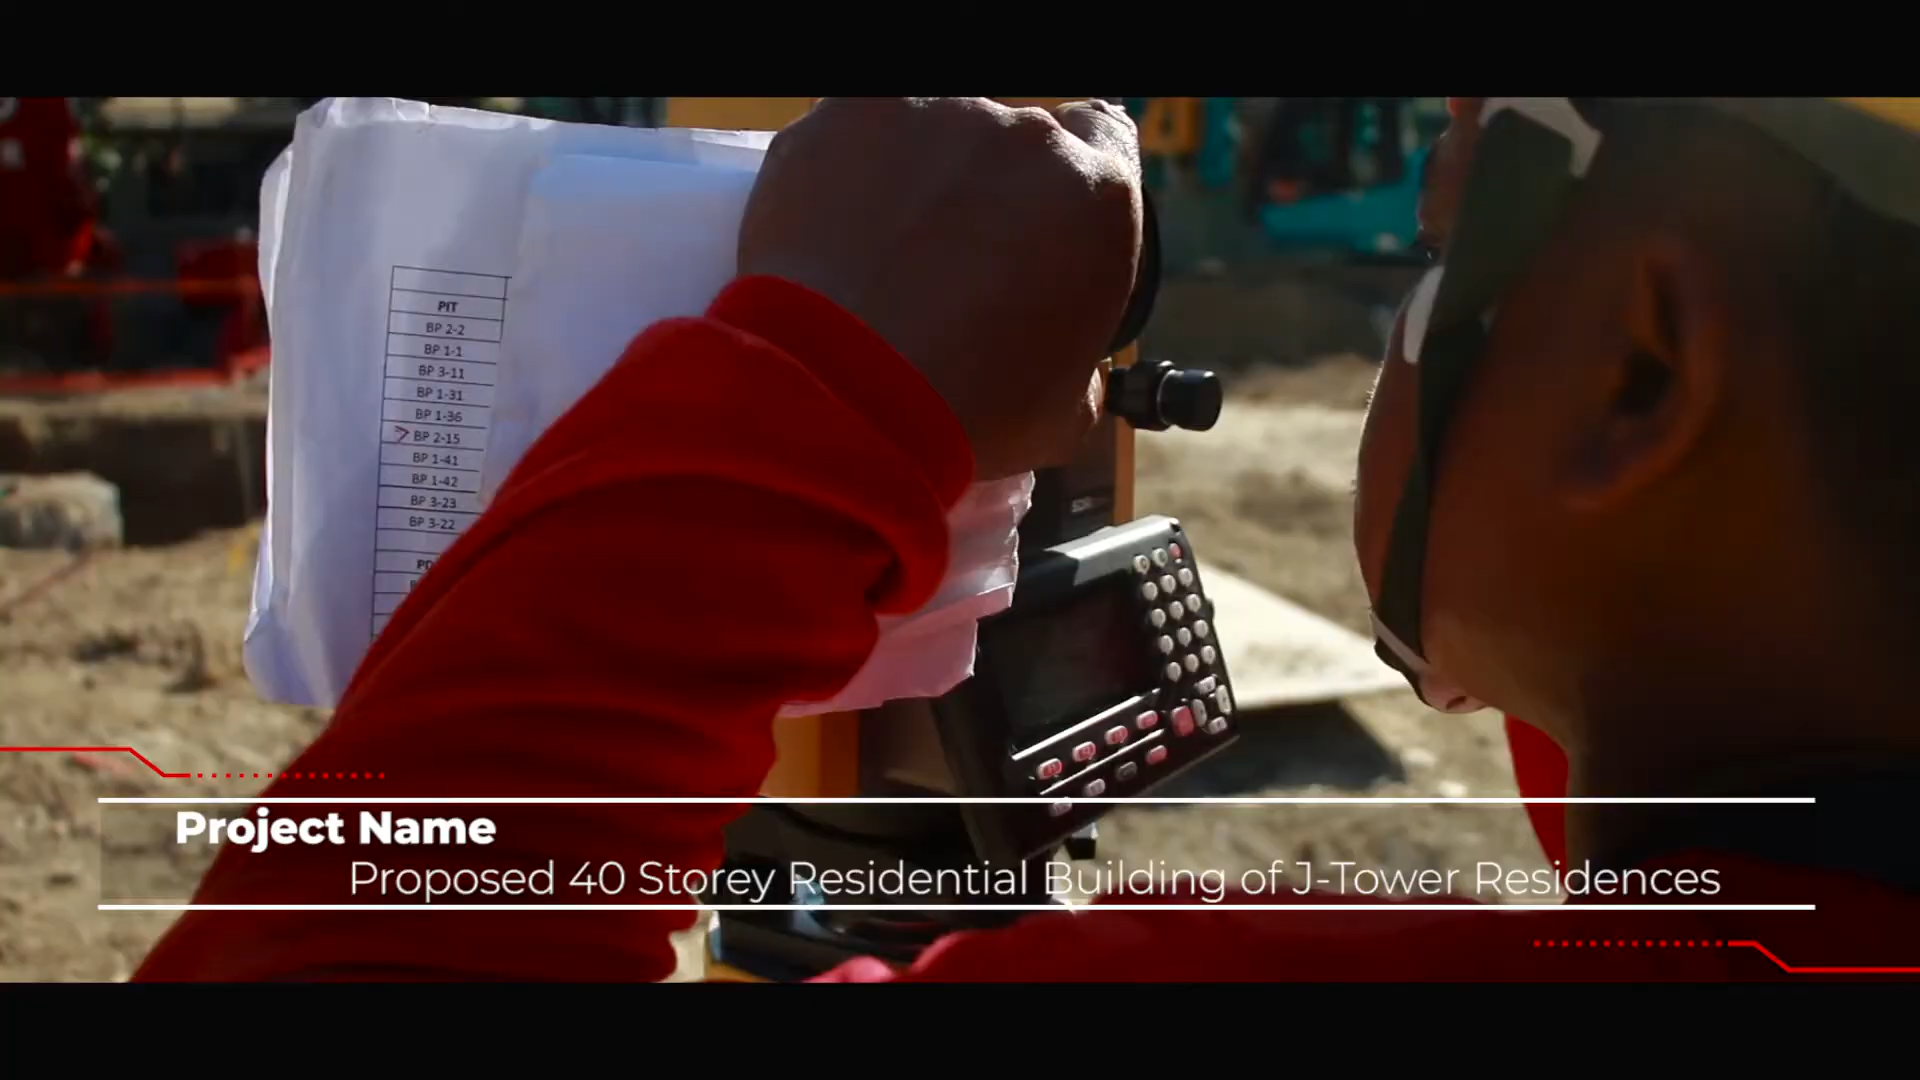 PIT
BP 2-2
BP 1-1
BP 3-11
BP 1-31
BP 1-36
BP 2-15
BP 1-41
BP 1-42
BP 3-23
BP 3-22
Project Name
Proposed 40 Storey Residential Building of J-Tower Residences